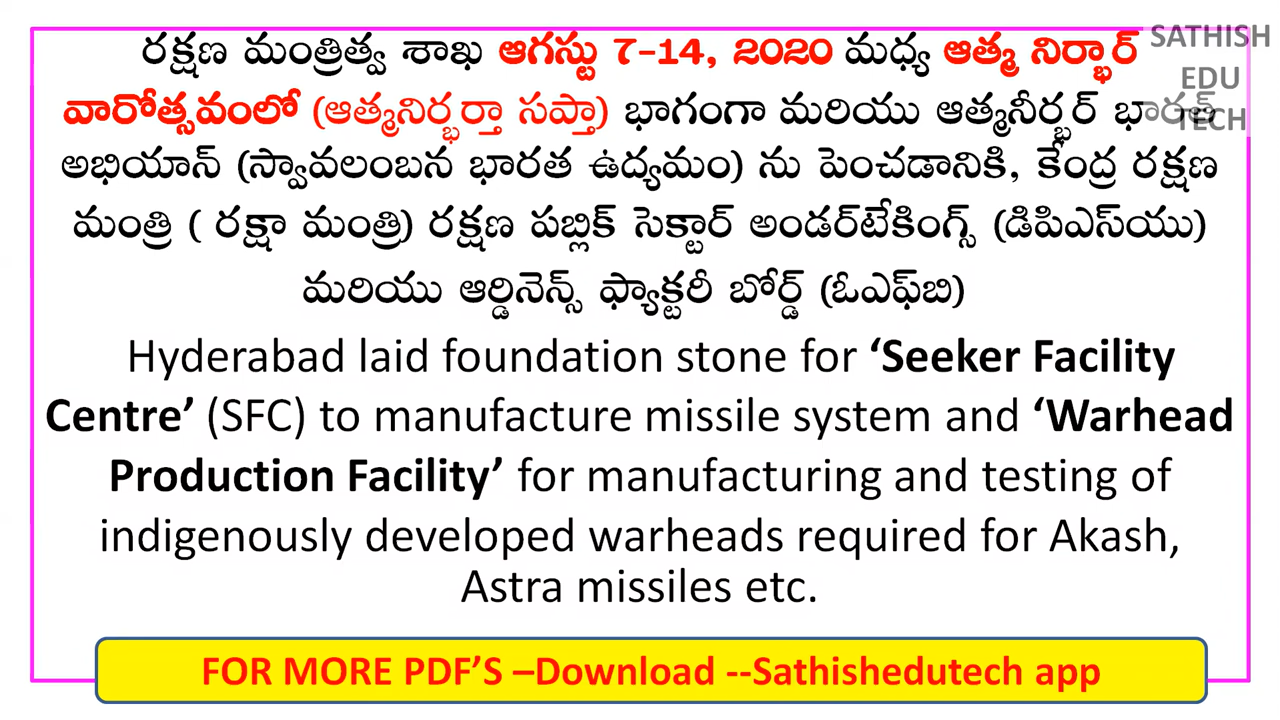 రక్షణ మంత్రిత్వ శాఖ ఆగస్టు 7-14, 2020 మధ్య ఆత్మ నిర్భార్
వారోత్సవంలో (ఆత్మనిర్భర్తా సప్తా) భాగంగా మరియు ఆత్మనీర్భర్ భారత్
అభియాన్ (స్వావలంబన భారత ఉద్యమం) ను పెంచడానికి, కేంద్ర రక్షణ
మంత్రి ( రక్షా మంత్రి) రక్షణ పబ్లిక్ సెక్టార్ అండర్‌టేకింగ్స్ (డిపిఎస్‌యు)
మరియు ఆర్డినెన్స్ ఫ్యాక్టరీ బోర్డ్ (ఓఎఫ్‌బి)
Hyderabad laid foundation stone for ‘Seeker Facility
Centre’ (SFC) to manufacture missile system and ‘Warhead
Production Facility’ for manufacturing and testing of
indigenously developed warheads required for Akash,
Astra missiles etc.
FOR MORE PDF’S –Download --Sathishedutech app
SATHISH
EDU
TECH